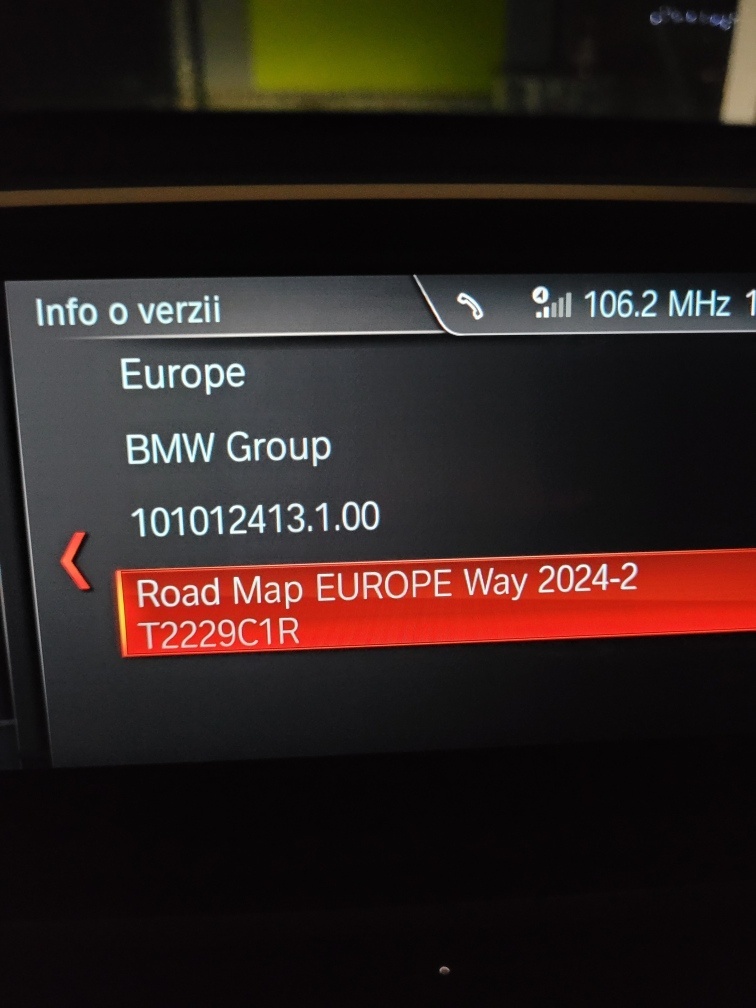 Info o verzii
106.2 MHz
Europe
BMW Group
101012413.1.00
Road Map EUROPE Way 2024-2
T2229C1R